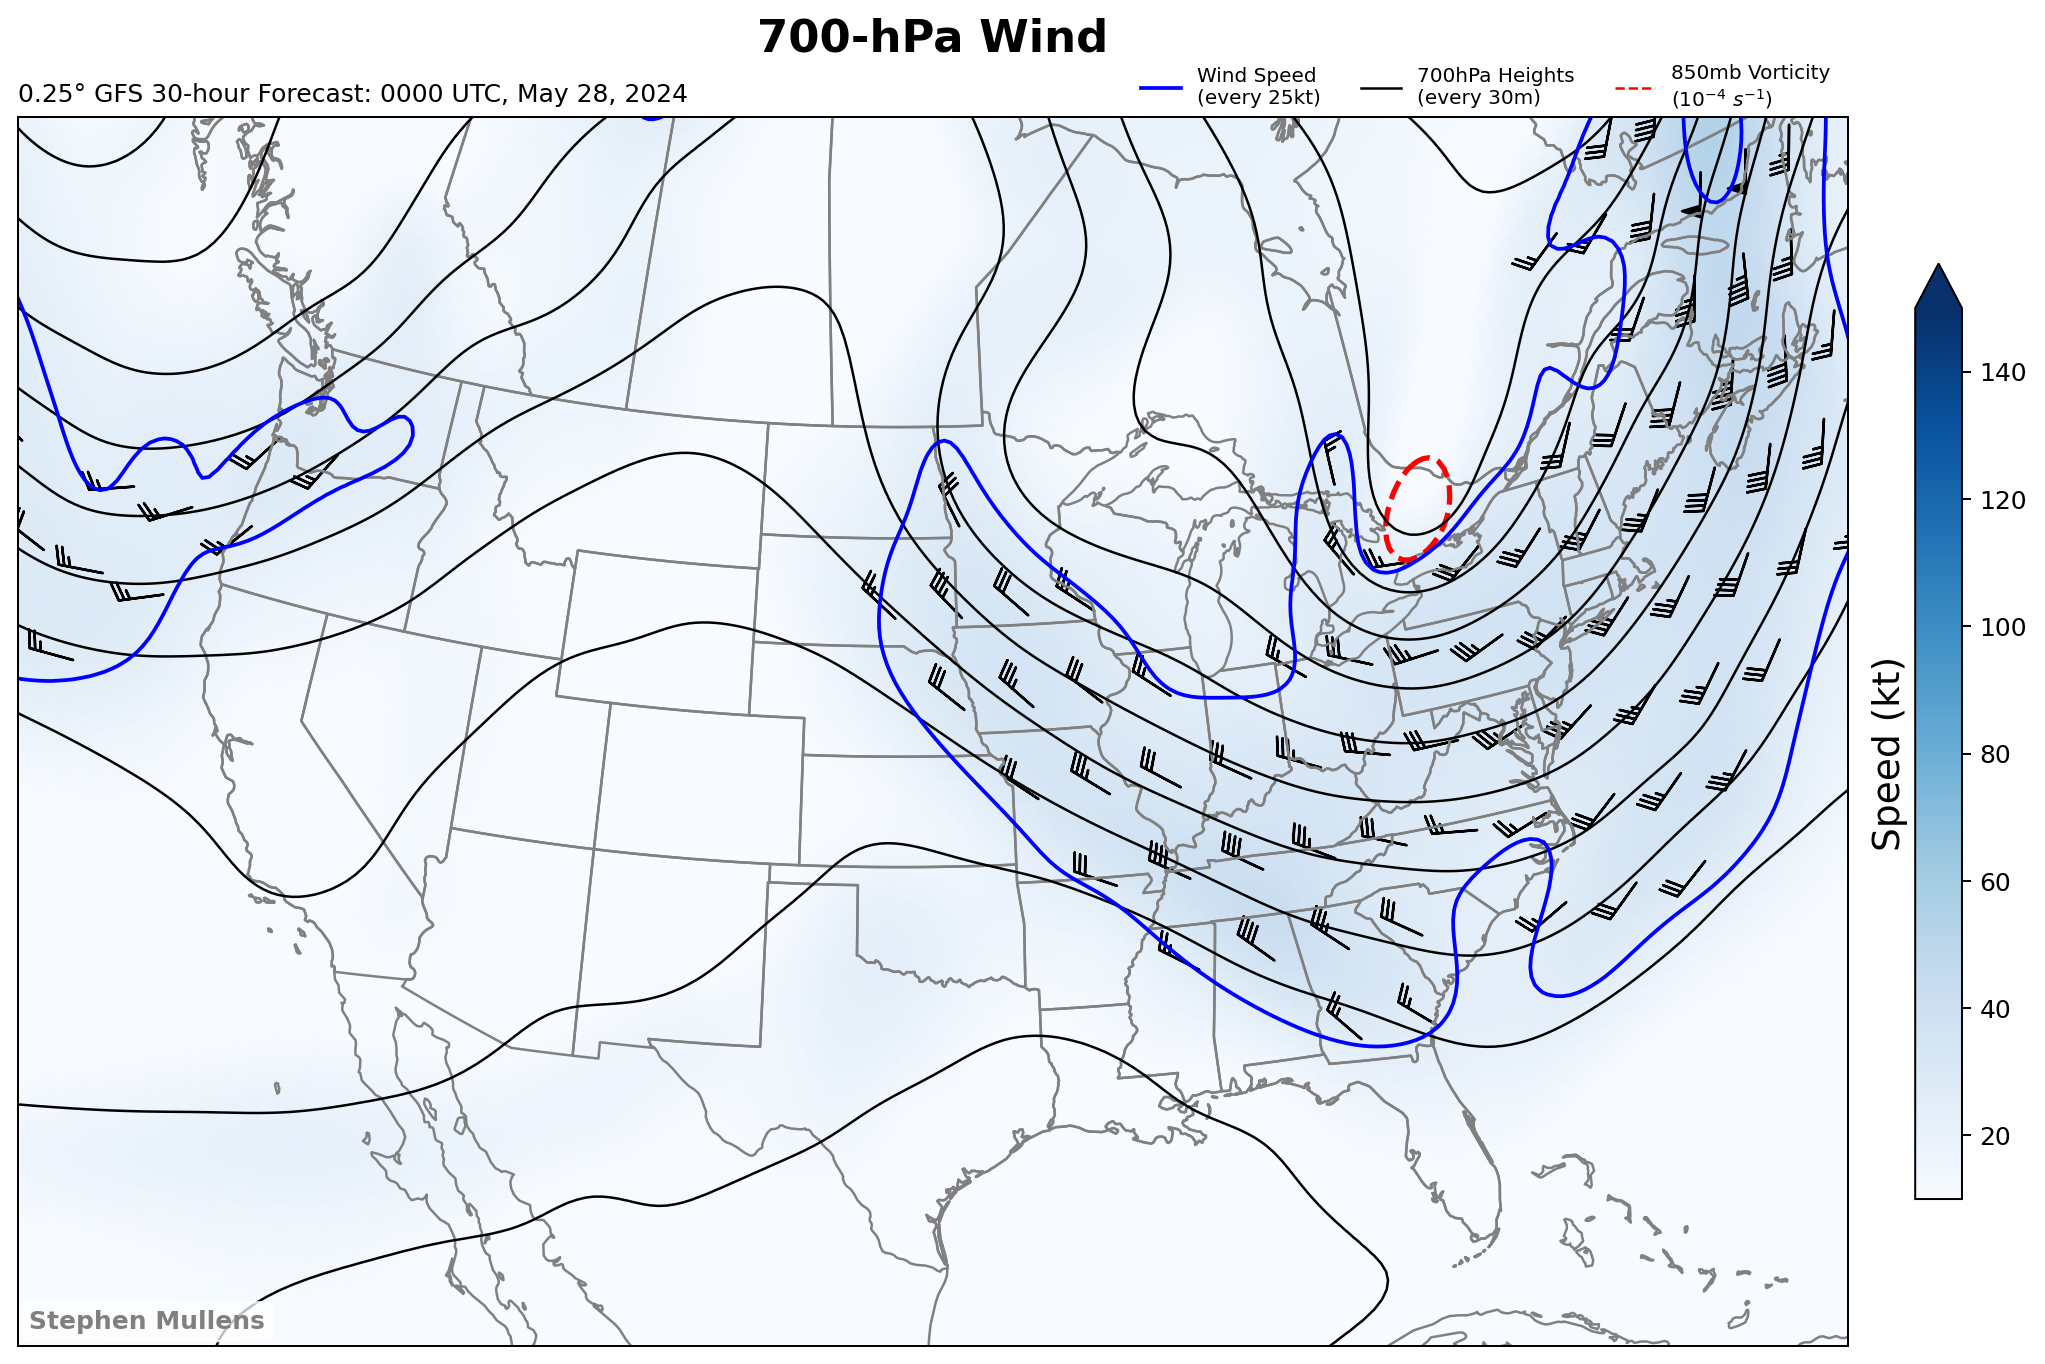 700-hPa Wind
0.25° GFS 30-hour Forecast: 0000 UTC, May 28, 2024
Wind Speed
(every 25kt)
700hPa Heights
(every 30m)
850mb Vorticity
(10⁻⁴ s⁻¹)
140
120
100
80
60
40
20
Speed (kt)
Stephen Mullens